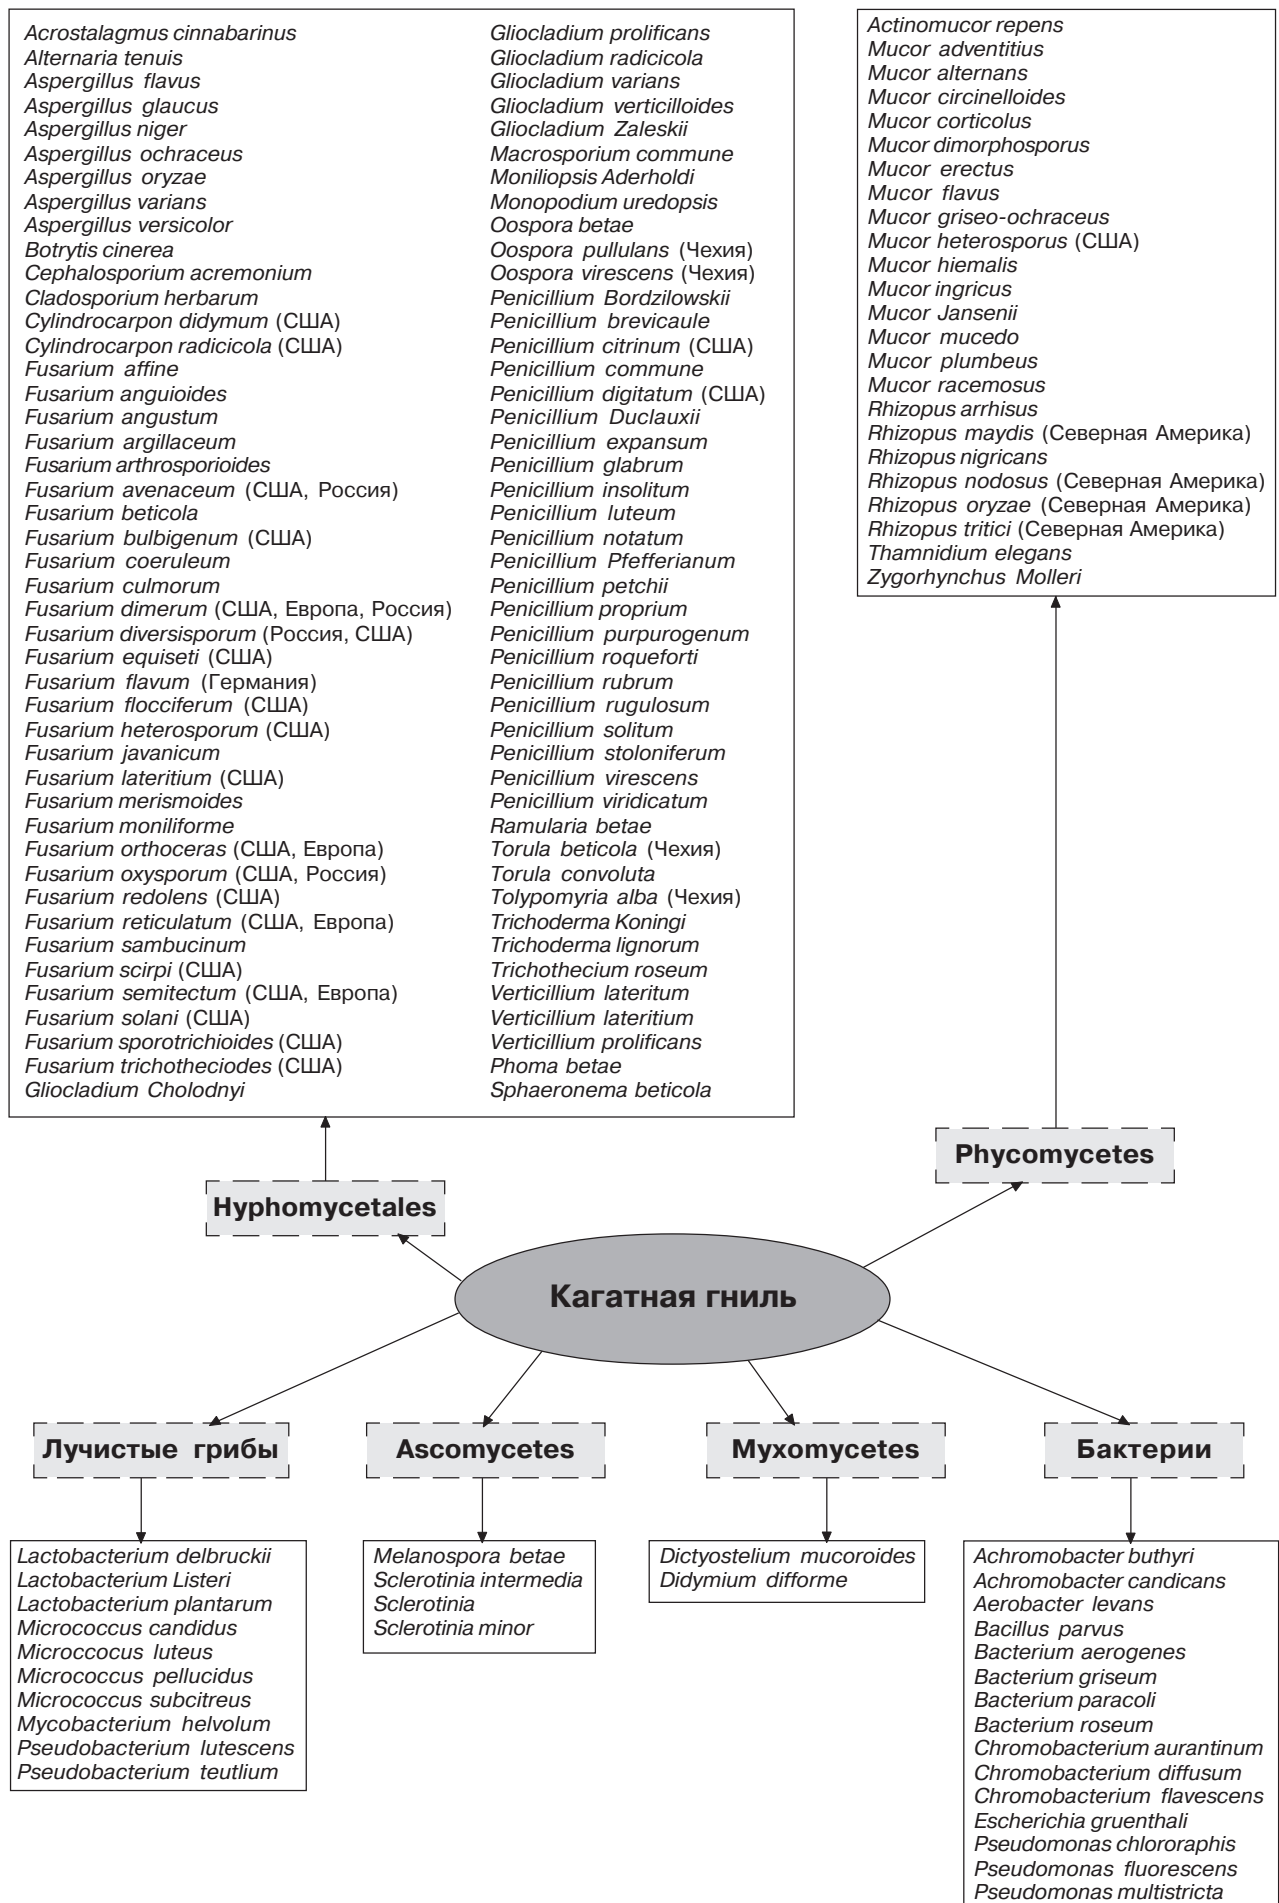 Acrostalagmus cinnabarinus
Alternaria tenuis
Aspergillus flavus
Aspergillus glaucus
Aspergillus niger
Aspergillus ochraceus
Aspergillus oryzae
Aspergillus varians
Aspergillus versicolor
Botrytis cinerea
Cephalosporium acremonium
Cladosporium herbarum
Cylindrocarpon didymum (США)
Cylindrocarpon radicicola (США)
Fusarium affine
Fusarium anguioides
Fusarium angustum
Fusarium argillaceum
Fusarium arthrosporioides
Fusarium avenaceum (США, Россия)
Fusarium beticola
Fusarium bulbigenum (США)
Fusarium coeruleum
Fusarium culmorum
Fusarium dimerum (США, Европа, Россия)
Fusarium diversisporum (Россия, США)
Fusarium equiseti (США)
Fusarium flavum (Германия)
Fusarium flocciferum (США)
Fusarium heterosporum (США)
Fusarium javanicum
Fusarium lateritium (США)
Fusarium merismoides
Fusarium moniliforme
Fusarium orthoceras (США, Европа)
Fusarium oxysporum (США, Россия)
Fusarium redolens (США)
Fusarium reticulatum (США, Европа)
Fusarium sambucinum
Fusarium scirpi (США)
Fusarium semitectum (США, Европа)
Fusarium solani (США)
Fusarium sporotrichioides (США)
Fusarium trichotheciodes (США)
Gliocladium Cholodnyi
Gliocladium prolificans
Gliocladium radicicola
Gliocladium varians
Gliocladium verticilloides
Gliocladium Zaleskii
Macrosporium commune
Moniliopsis Aderholdi
Monopodium uredopsis
Oospora betae
Oospora pullulans (Чехия)
Oospora virescens (Чехия)
Penicillium Bordzilowskii
Penicillium brevicaule
Penicillium citrinum (США)
Penicillium commune
Penicillium digitatum (США)
Penicillium Duclauxii
Penicillium expansum
Penicillium glabrum
Penicillium insolitum
Penicillium luteum
Penicillium notatum
Penicillium Pfefferianum
Penicillium petchii
Penicillium proprium
Penicillium purpurogenum
Penicillium roqueforti
Penicillium rubrum
Penicillium rugulosum
Penicillium solitum
Penicillium stoloniferum
Penicillium virescens
Penicillium viridicatum
Ramularia betae
Torula beticola (Чехия)
Torula convoluta
Tolypomyria alba (Чехия)
Trichoderma Koningi
Trichoderma lignorum
Trichothecium roseum
Verticillium lateritum
Verticillium lateritium
Verticillium prolificans
Phoma betae
Sphaeronema beticola
Actinomucor repens
Mucor adventitius
Mucor alternans
Mucor circinelloides
Mucor corticolus
Mucor dimorphosporus
Mucor erectus
Mucor flavus
Mucor griseo-ochraceus
Mucor heterosporus (США)
Mucor hiemalis
Mucor ingricus
Mucor Jansenii
Mucor mucedo
Mucor plumbeus
Mucor racemosus
Rhizopus arrhisus
Rhizopus maydis (Северная Америка)
Rhizopus nigricans
Rhizopus nodosus (Северная Америка)
Rhizopus oryzae (Северная Америка)
Rhizopus tritici (Северная Америка)
Thamnidium elegans
Zygorhynchus Molleri
Phycomycetes
Hyphomycetales
Кагатная гниль
Лучистые грибы
Ascomycetes
Myxomycetes
Бактерии
Lactobacterium delbruckii
Lactobacterium Listeri
Lactobacterium plantarum
Micrococcus candidus
Microccocus luteus
Micrococcus pellucidus
Micrococcus subcitreus
Mycobacterium helvolum
Pseudobacterium lutescens
Pseudobacterium teutlium
Melanospora betae
Sclerotinia intermedia
Sclerotinia
Sclerotinia minor
Dictyostelium mucoroides
Didymium difforme
Achromobacter buthyri
Achromobacter candicans
Aerobacter levans
Bacillus parvus
Bacterium aerogenes
Bacterium griseum
Bacterium paracoli
Bacterium roseum
Chromobacterium aurantinum
Chromobacterium diffusum
Chromobacterium flavescens
Escherichia gruenthali
Pseudomonas chlororaphis
Pseudomonas fluorescens
Pseudomonas multistricta